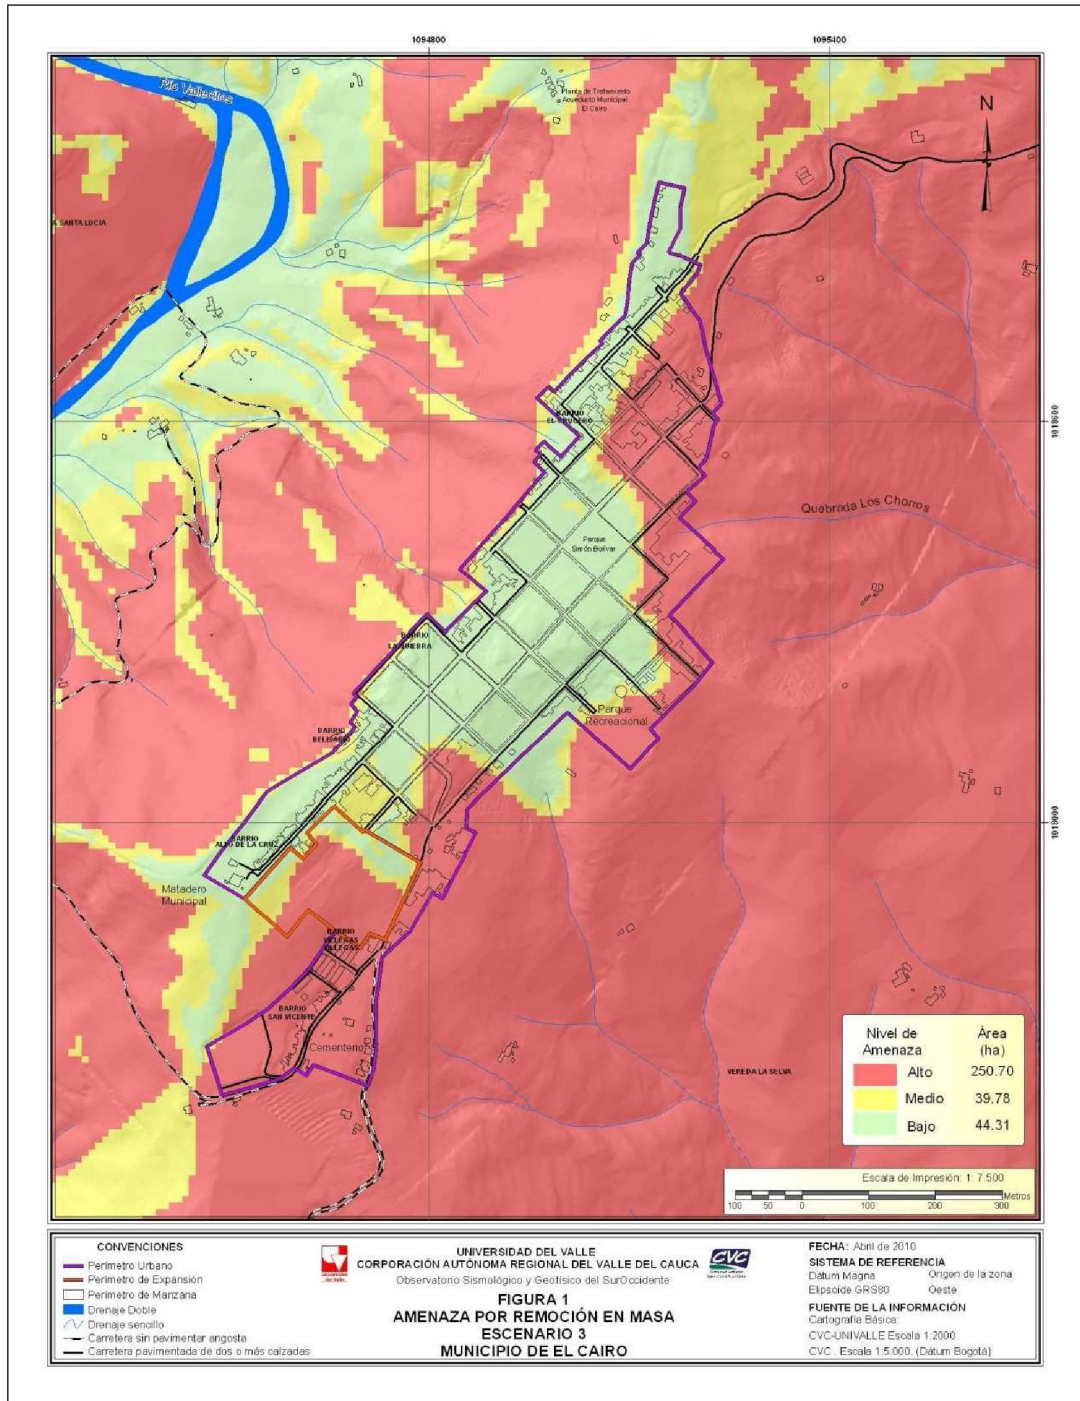 1094800
1095400
Río Vallecitos
Planta de Tratamiento
Acueducto Municipal
El Cairo
N
A SANTA LUCIA
BARRIO
EL CRUCERO
1018600
Quebrada Los Chorros
Parque
Simón Bolívar
BARRIO
LA QUIEBRA
Parque
Recreacional
BARRIO
BELISARIO
1018000
BARRIO
ALTO DE LA CRUZ
Matadero
Municipal
BARRIO
VILLEGAS
BARRIO
SAN VICENTE
Cementerio
VEREDA LA SELVA
Nivel de
Amenaza
Área
(ha)
Alto 250.70
Medio 39.78
Bajo 44.31
Escala de Impresión: 1: 7.500
100 50 0 100 200 300 Metros
CONVENCIONES
Perímetro Urbano
Perímetro de Expansión
Perímetro de Manzana
Drenaje Doble
Drenaje sencillo
Carretera sin pavimentar angosta
Carretera pavimentada de dos o más calzadas
UNIVERSIDAD DEL VALLE
CORPORACIÓN AUTÓNOMA REGIONAL DEL VALLE DEL CAUCA
Observatorio Sismológico y Geofísico del SurOccidente
CVC
FIGURA 1
AMENAZA POR REMOCIÓN EN MASA
ESCENARIO 3
MUNICIPIO DE EL CAIRO
FECHA: Abril de 2010
SISTEMA DE REFERENCIA
Dátum Magna Origen de la zona
Elipsoide GRS80 Oeste
FUENTE DE LA INFORMACIÓN
Cartografía Básica:
CVC-UNIVALLE Escala 1:2000
CVC . Escala 1:5.000. (Dátum Bogotá)